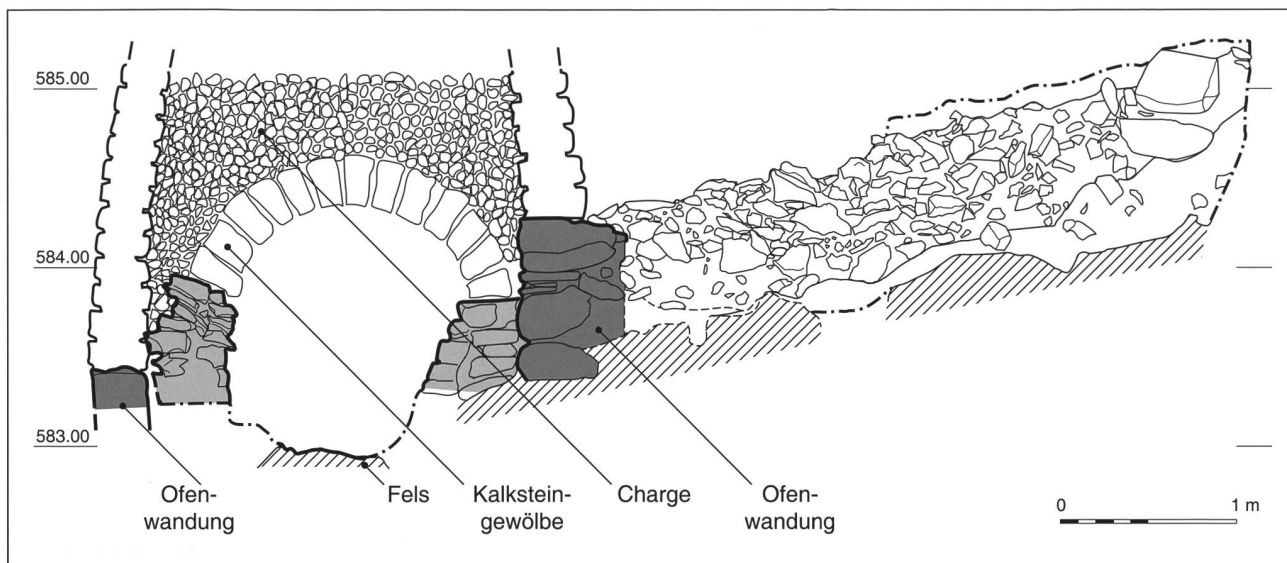 585.00
584.00
583.00
Ofen-
wandung
Fels
Kalkstein-
gewölbe
Charge
Ofen-
wandung
0 1 m